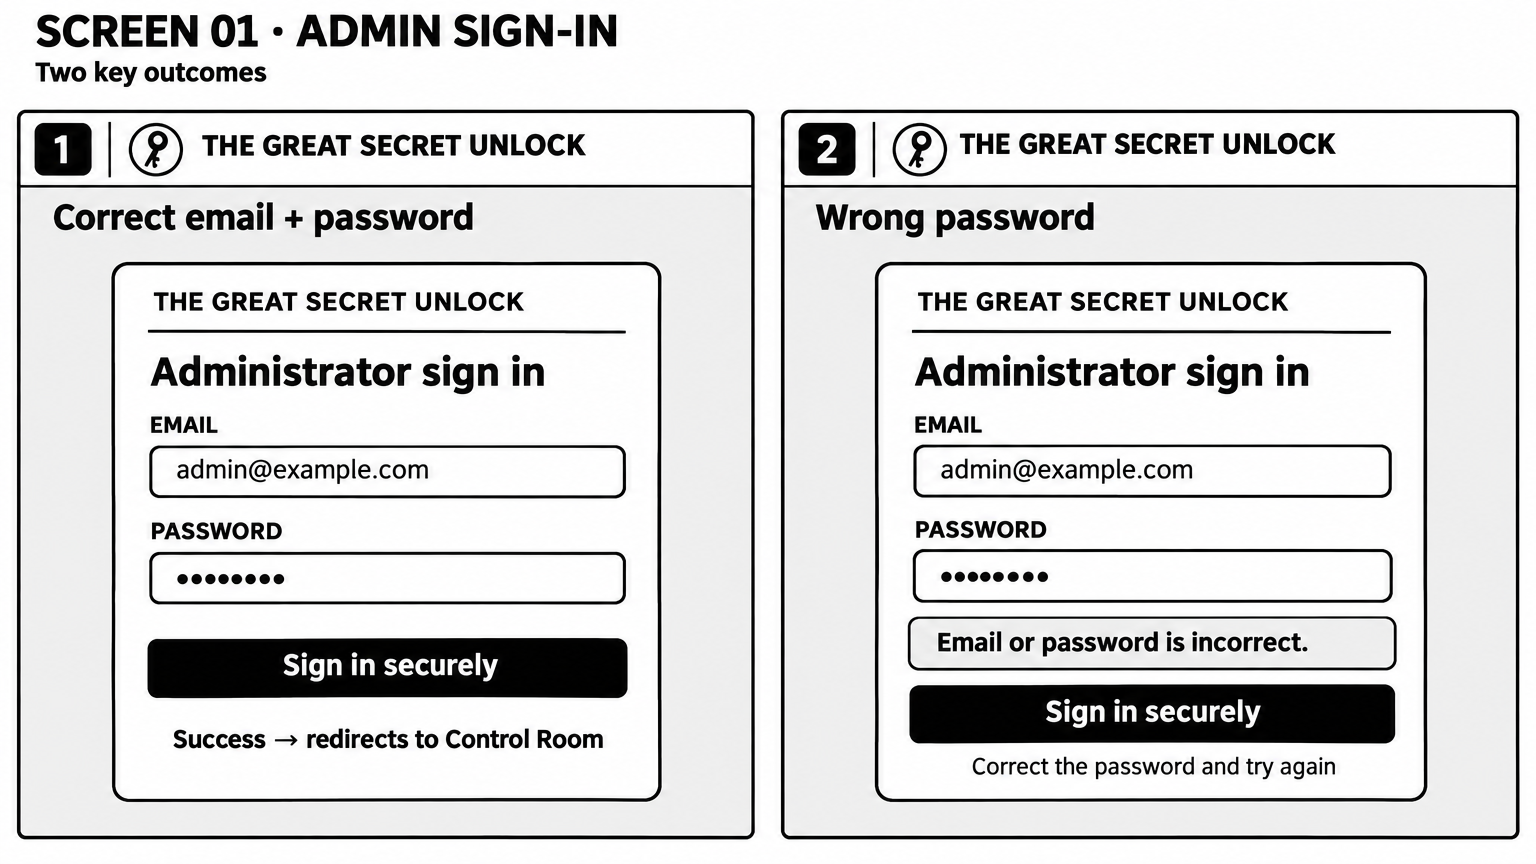 SCREEN 01 · ADMIN SIGN-IN
Two key outcomes
1
THE GREAT SECRET UNLOCK
Correct email + password
THE GREAT SECRET UNLOCK
Administrator sign in
EMAIL
admin@example.com
PASSWORD
••••••••
Sign in securely
Success → redirects to Control Room
2
THE GREAT SECRET UNLOCK
Wrong password
THE GREAT SECRET UNLOCK
Administrator sign in
EMAIL
admin@example.com
PASSWORD
••••••••
Email or password is incorrect.
Sign in securely
Correct the password and try again